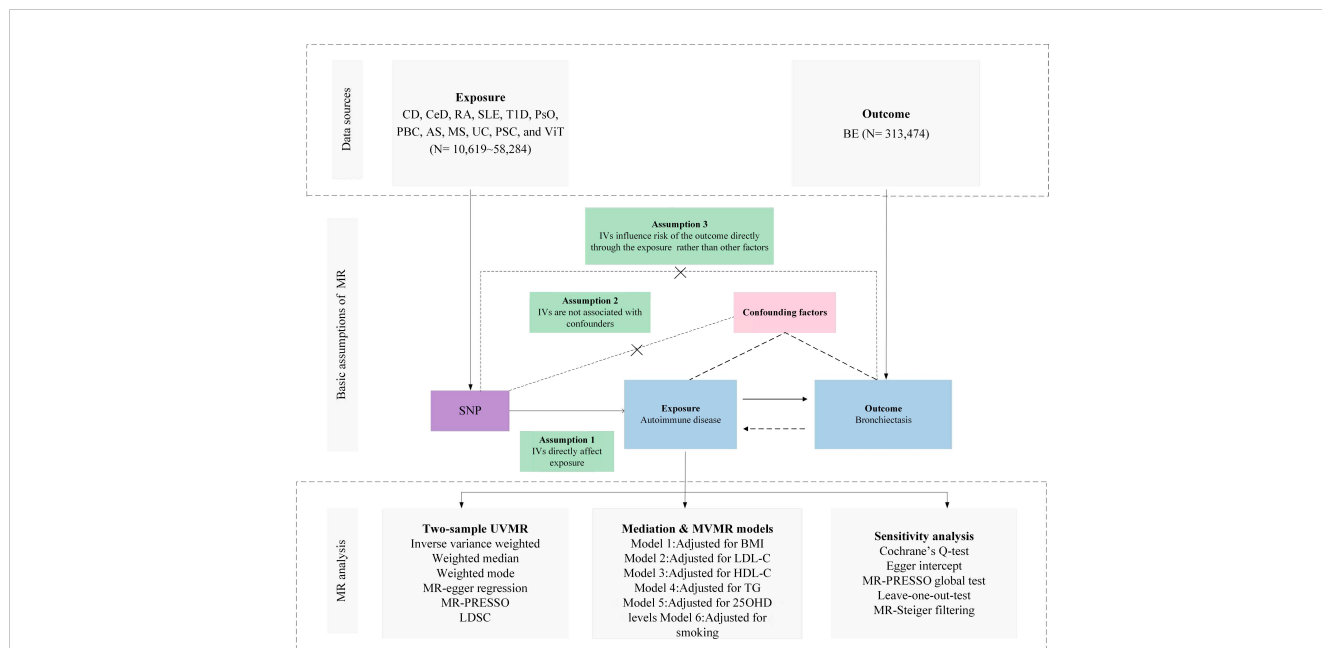 Data sources
Exposure
CD, CeD, RA, SLE, T1D, PsO,
PBC, AS, MS, UC, PSC, and ViT
(N= 10,619~58,284)
Outcome
BE (N= 313,474)
Basic assumptions of MR
Assumption 3
IVs influence risk of the outcome directly
through the exposure rather than other factors
Assumption 2
IVs are not associated with
confounders
Confounding factors
SNP
Exposure
Autoimmune disease
Outcome
Bronchiectasis
Assumption 1
IVs directly affect
exposure
MR analysis
Two-sample UVMR
Inverse variance weighted
Weighted median
Weighted mode
MR-egger regression
MR-PRESSO
LDSC
Mediation & MVMR models
Model 1:Adjusted for BMI
Model 2:Adjusted for LDL-C
Model 3:Adjusted for HDL-C
Model 4:Adjusted for TG
Model 5:Adjusted for 25OHD
levels Model 6:Adjusted for
smoking
Sensitivity analysis
Cochrane's Q-test
Egger intercept
MR-PRESSO global test
Leave-one-out-test
MR-Steiger filtering